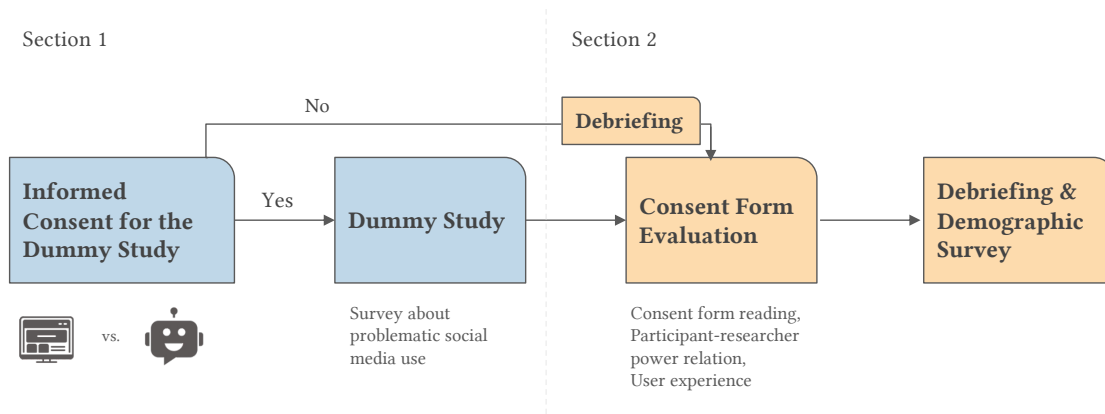 Section 1
Section 2
No
Debriefing
Informed
Consent for the
Dummy Study
Yes
Dummy Study
Consent Form
Evaluation
Debriefing &
Demographic
Survey
vs.
Survey about
problematic social
media use
Consent form reading,
Participant-researcher
power relation,
User experience